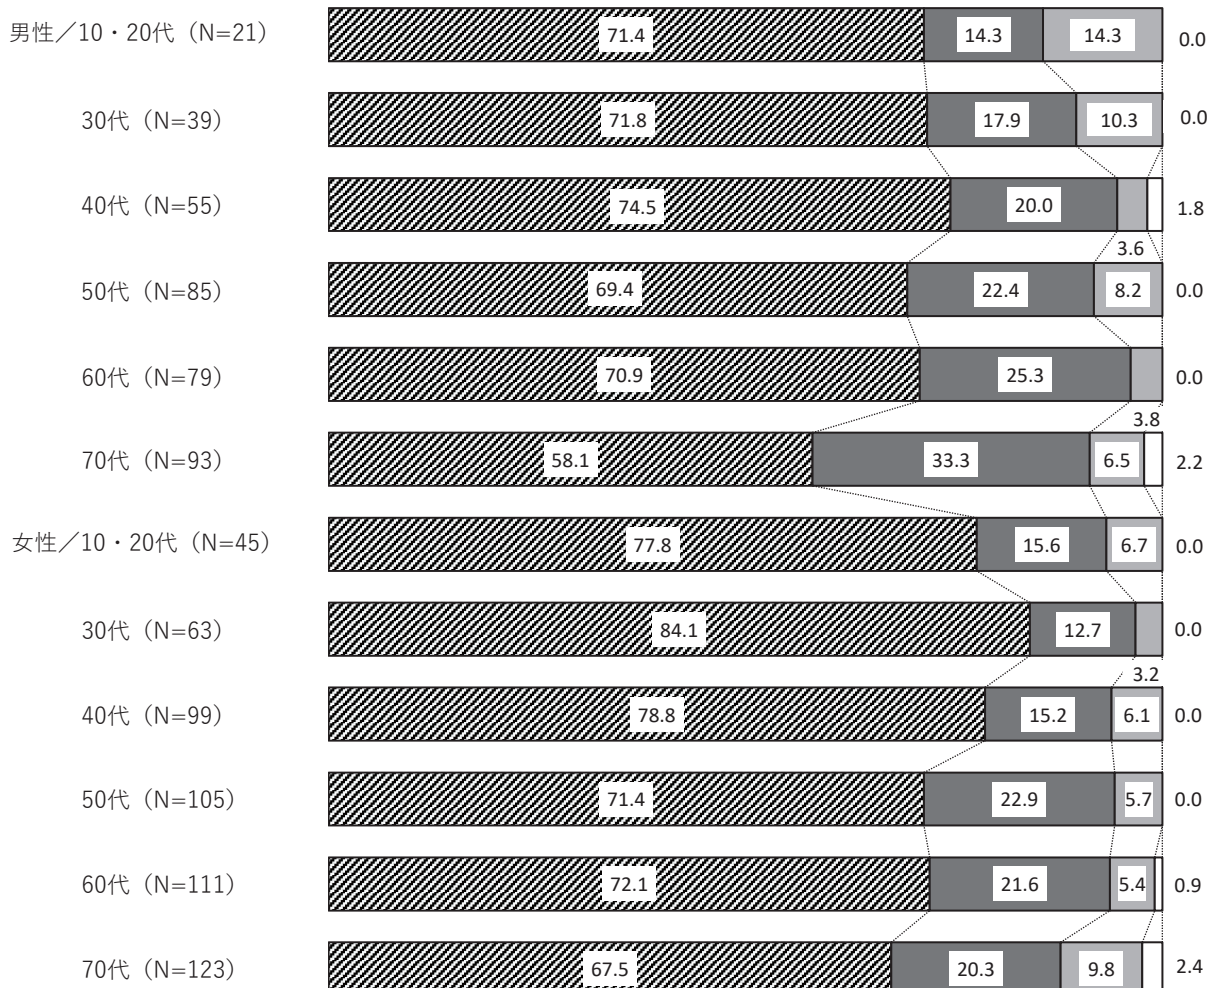 男性／10・20代（N=21） 71.4 14.3 14.3 0.0
30代（N=39） 71.8 17.9 10.3 0.0
40代（N=55） 74.5 20.0 1.8
3.6
50代（N=85） 69.4 22.4 8.2 0.0
60代（N=79） 70.9 25.3 0.0
3.8
70代（N=93） 58.1 33.3 6.5 2.2
女性／10・20代（N=45） 77.8 15.6 6.7 0.0
30代（N=63） 84.1 12.7 0.0
3.2
40代（N=99） 78.8 15.2 6.1 0.0
50代（N=105） 71.4 22.9 5.7 0.0
60代（N=111） 72.1 21.6 5.4 0.9
70代（N=123） 67.5 20.3 9.8 2.4